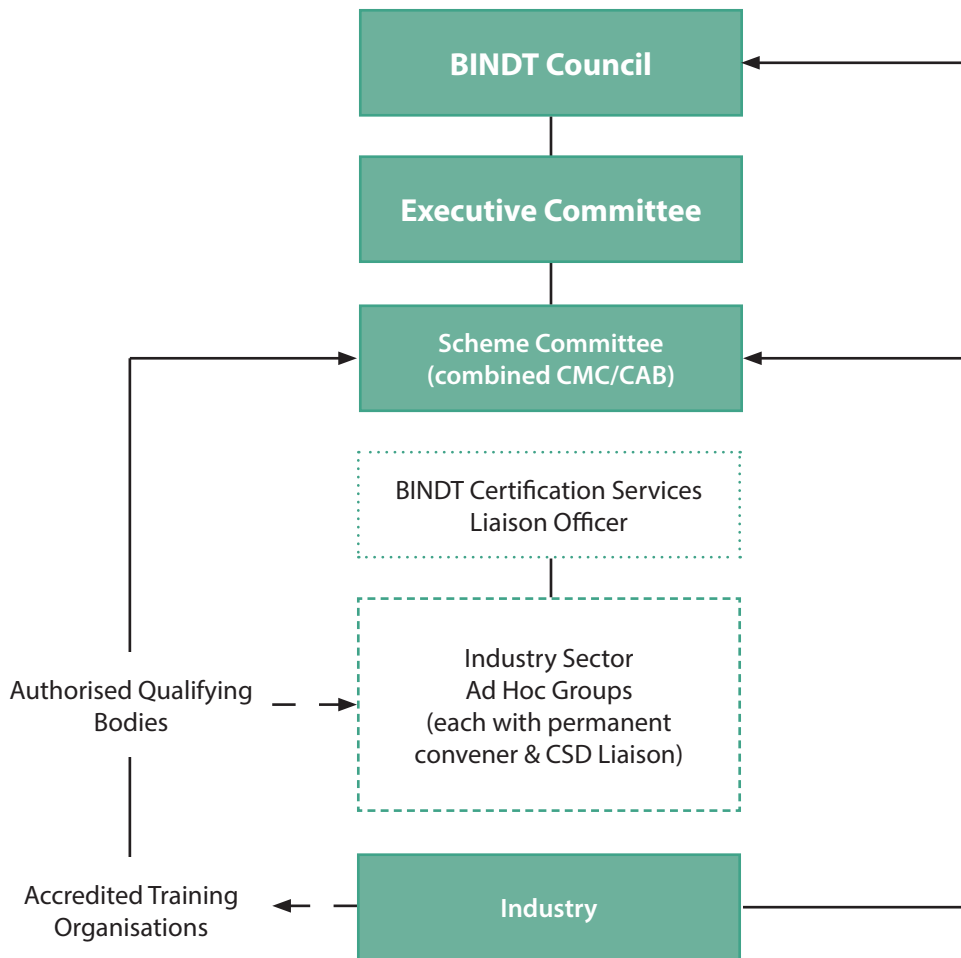 BINDT Council
Executive Committee
Scheme Committee
(combined CMC/CAB)
BINDT Certification Services
Liaison Officer
Industry Sector
Ad Hoc Groups
(each with permanent
convener & CSD Liaison)
Authorised Qualifying
Bodies
Accredited Training
Organisations
Industry